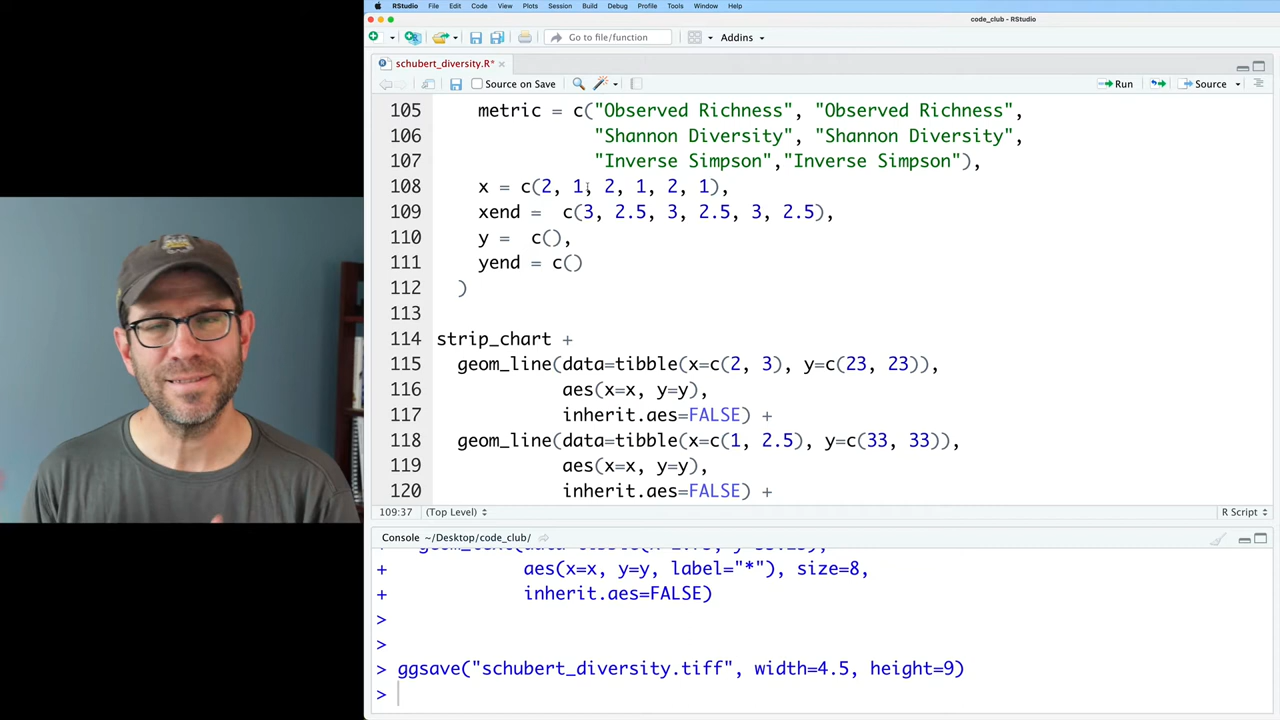 RStudio File Edit Code View Plots Session Build Debug Profile Tools Window Help
code_club - RStudio
Go to file/function Addins
schubert_diversity.R*
Source on Save Run Source
105 metric = c("Observed Richness", "Observed Richness",
106 "Shannon Diversity", "Shannon Diversity",
107 "Inverse Simpson","Inverse Simpson"),
108 x = c(2, 1, 2, 1, 2, 1),
109 xend = c(3, 2.5, 3, 2.5, 3, 2.5),
110 y = c(),
111 yend = c()
112 )
113
114 strip_chart +
115 geom_line(data=tibble(x=c(2, 3), y=c(23, 23)),
116 aes(x=x, y=y),
117 inherit.aes=FALSE) +
118 geom_line(data=tibble(x=c(1, 2.5), y=c(33, 33)),
119 aes(x=x, y=y),
120 inherit.aes=FALSE) +
109:37 (Top Level) R Script
Console ~/Desktop/code_club/
+ aes(x=x, y=y, label="*"), size=8,
+ inherit.aes=FALSE)
>
>
> ggsave("schubert_diversity.tiff", width=4.5, height=9)
>